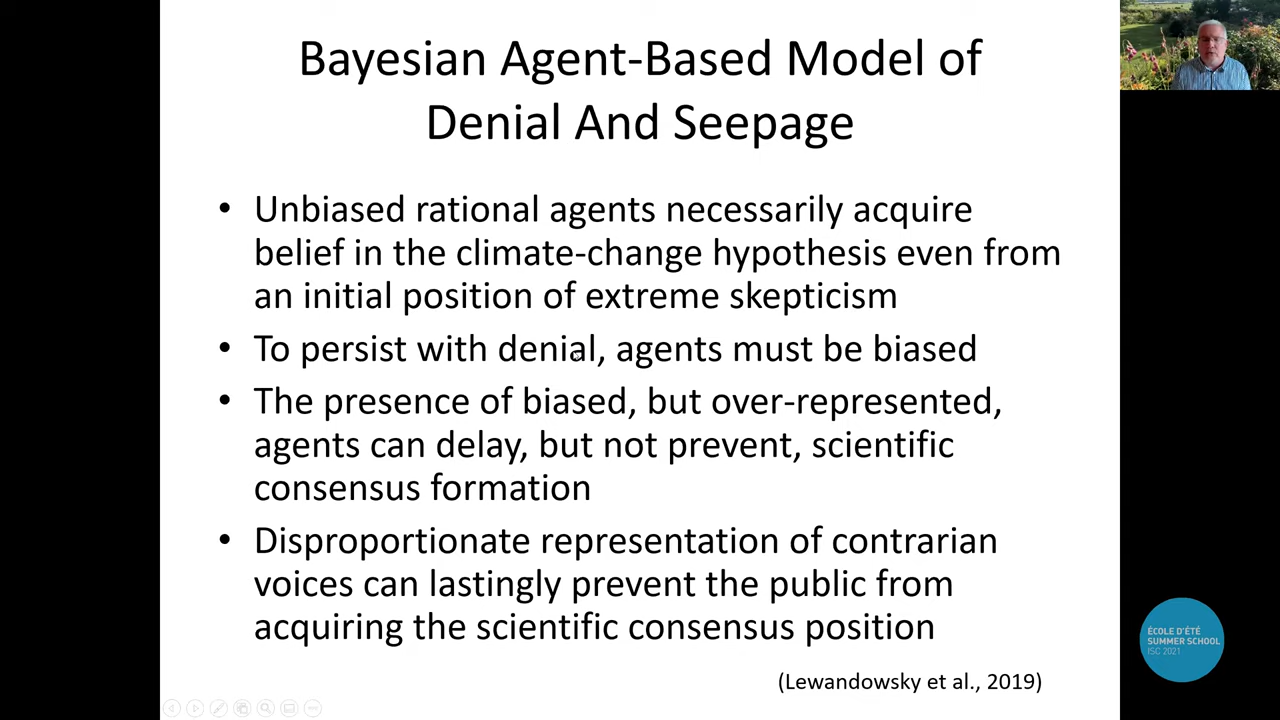 Bayesian Agent-Based Model of
Denial And Seepage
• Unbiased rational agents necessarily acquire
belief in the climate-change hypothesis even from
an initial position of extreme skepticism
• To persist with denial, agents must be biased
• The presence of biased, but over-represented,
agents can delay, but not prevent, scientific
consensus formation
• Disproportionate representation of contrarian
voices can lastingly prevent the public from
acquiring the scientific consensus position
(Lewandowsky et al., 2019)
ÉCOLE D'ÉTÉ
SUMMER SCHOOL
ISC 2021